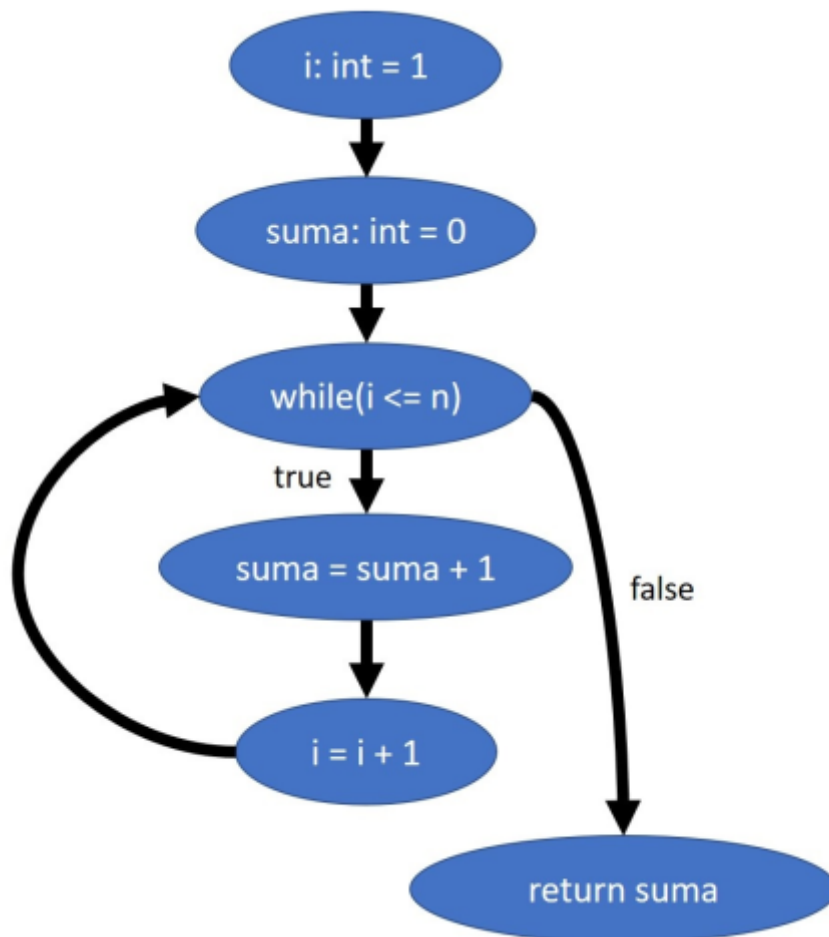 i: int = 1
suma: int = 0
while(i <= n)
true
suma = suma + 1
false
i = i + 1
return suma